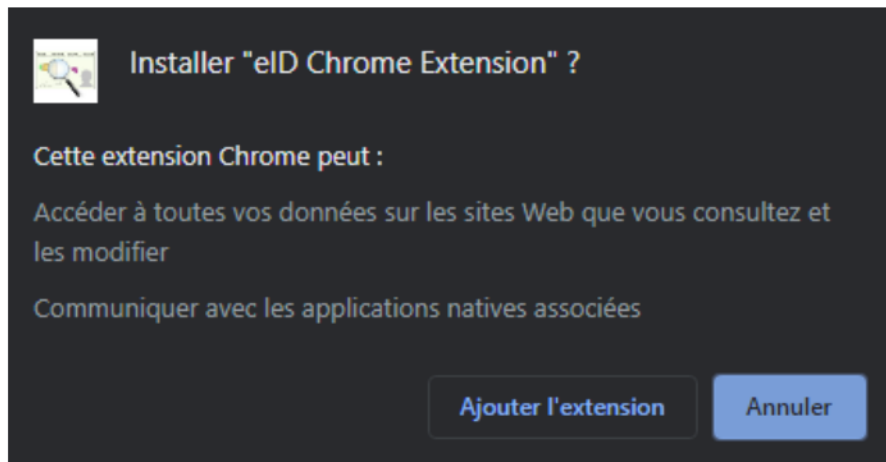 Installer "eID Chrome Extension" ?
Cette extension Chrome peut :
Accéder à toutes vos données sur les sites Web que vous consultez et
les modifier
Communiquer avec les applications natives associées
Ajouter l'extension
Annuler